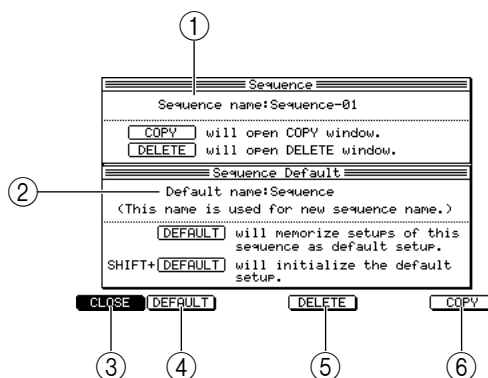 ①
Sequence
Sequence name:Sequence-01
COPY will open COPY window.
DELETE will open DELETE window.
Sequence Default
②
Default name:Sequence
(This name is used for new sequence name.)
DEFAULT will memorize setups of this
sequence as default setup.
SHIFT+ DEFAULT will initialize the default
setup.
CLOSE DEFAULT DELETE COPY
③ ④ ⑤ ⑥